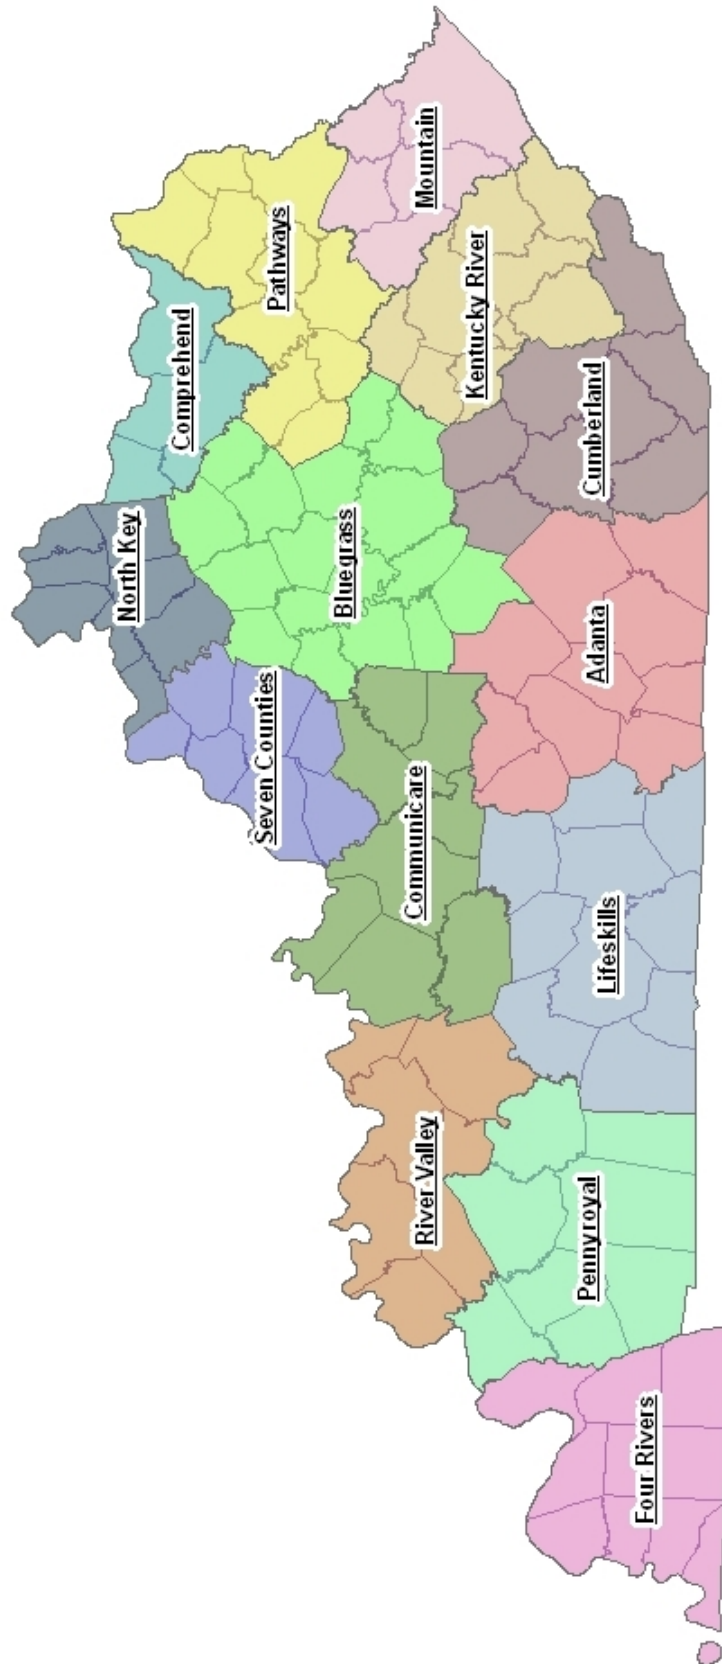 North Key
Comprehend
Pathways
Seven Counties
Bluegrass
Mountain
River Valley
Communicare
Kentucky River
Four Rivers
Pennyroyal
Lifeskills
Adanta
Cumberland